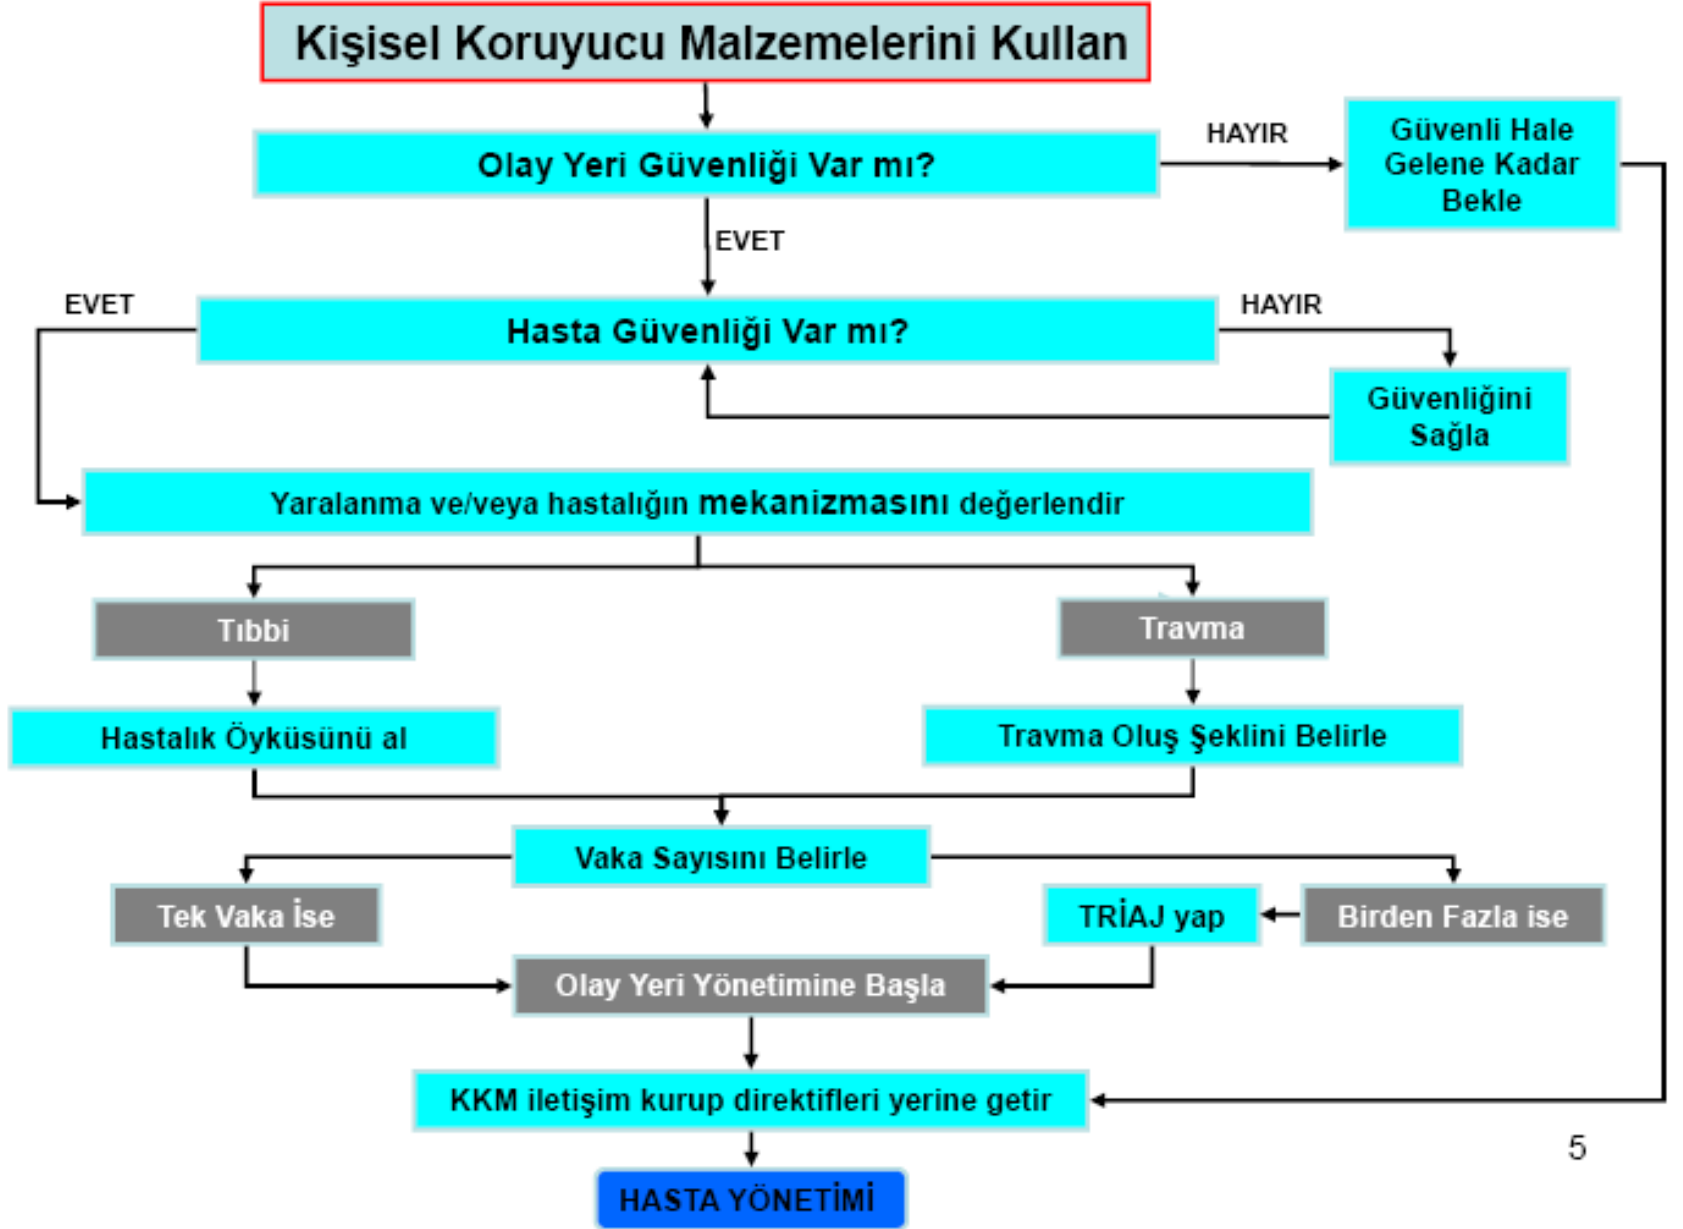 Kişisel Koruyucu Malzemelerini Kullan
Olay Yeri Güvenliği Var mı?
HAYIR
Güvenli Hale
Gelene Kadar
Bekle
EVET
EVET
Hasta Güvenliği Var mı?
HAYIR
Güvenliğini
Sağla
Yaralanma ve/veya hastalığın mekanizmasını değerlendir
Tıbbi
Travma
Hastalık Öyküsünü al
Travma Oluş Şeklini Belirle
Vaka Sayısını Belirle
Tek Vaka İse
TRİAJ yap
Birden Fazla ise
Olay Yeri Yönetimine Başla
KKM iletişim kurup direktifleri yerine getir
5
HASTA YÖNETİMİ